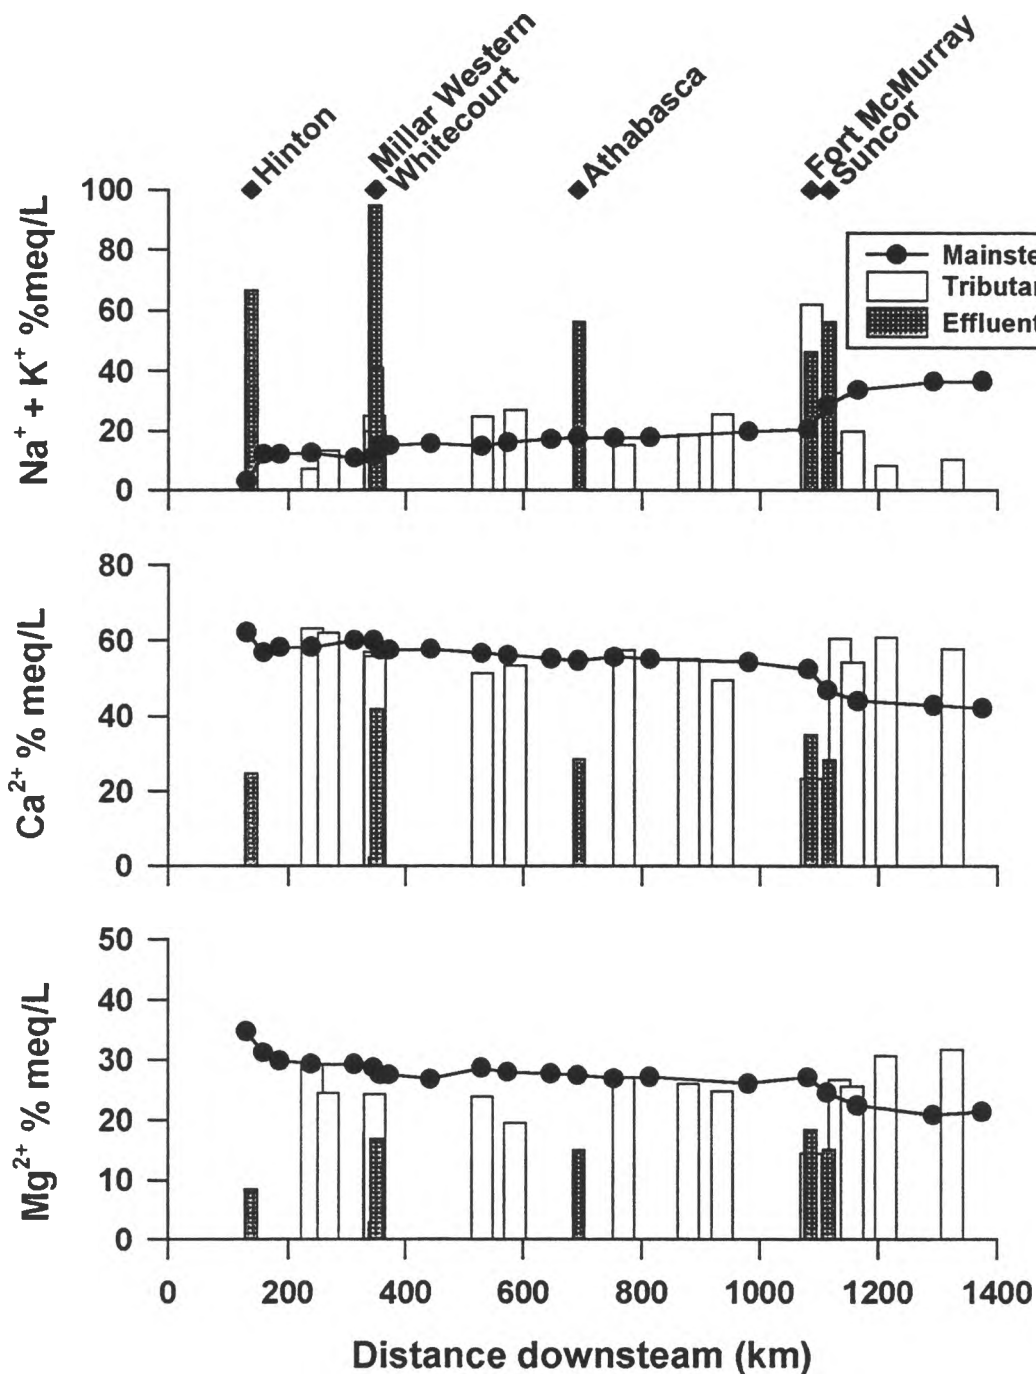 Hinton
Millar Western
Whitecourt
Athabasca
Fort McMurray
Suncor
Na⁺ + K⁺ %meq/L
100
80
60
40
20
0
Mainste
Tributar
Effluent
Ca²⁺ % meq/L
80
60
40
20
0
Mg²⁺ % meq/L
50
40
30
20
10
0
0 200 400 600 800 1000 1200 1400
Distance downsteam (km)